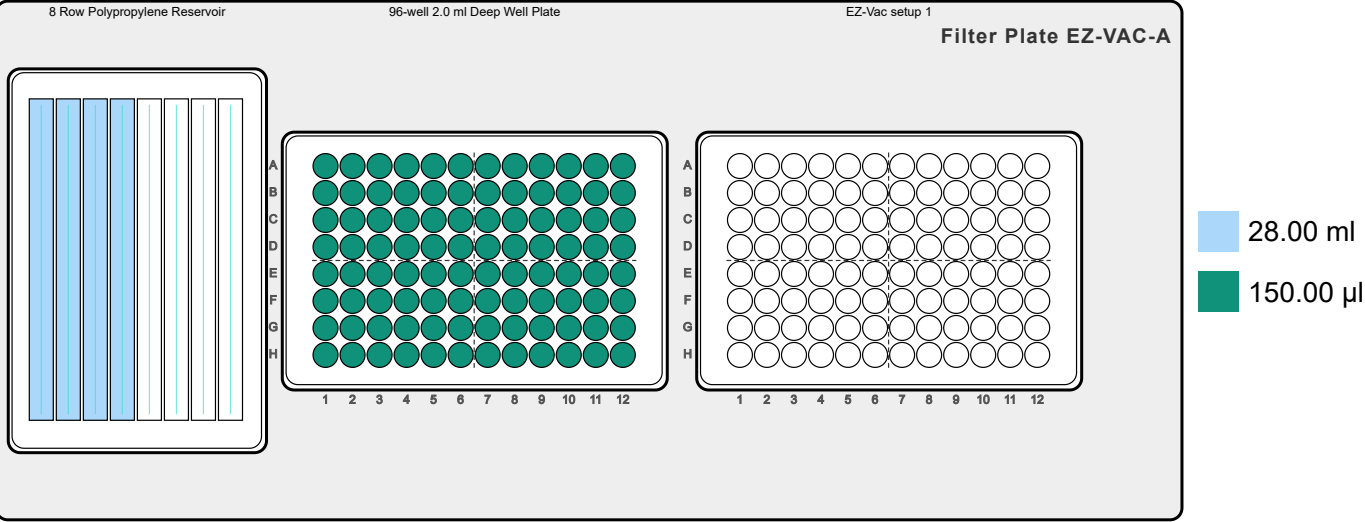 8 Row Polypropylene Reservoir
96-well 2.0 ml Deep Well Plate
EZ-Vac setup 1
Filter Plate EZ-VAC-A
A
B
C
D
E
F
G
H
1 2 3 4 5 6 7 8 9 10 11 12
A
B
C
D
E
F
G
H
1 2 3 4 5 6 7 8 9 10 11 12
28.00 ml
150.00 µl